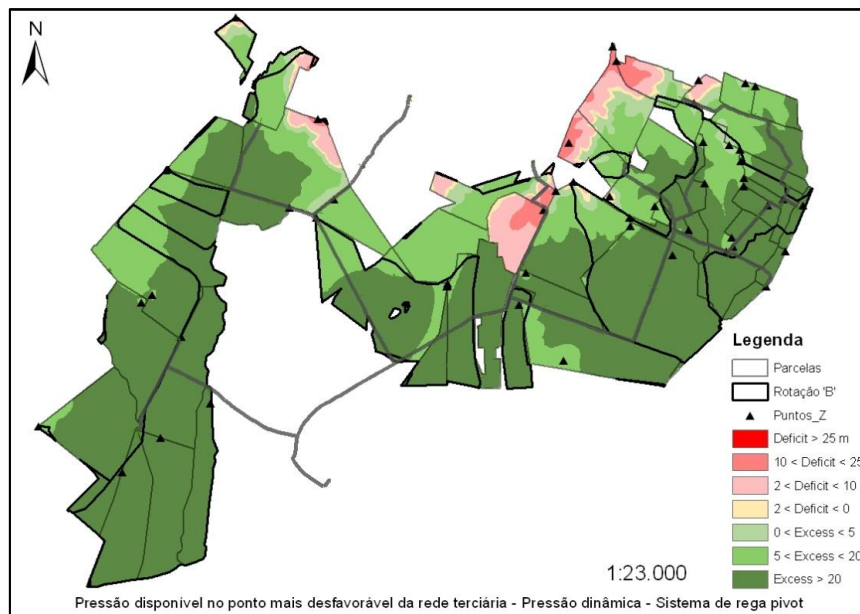 N
Legenda
Parcelas
Rotação 'B'
Puntos_Z
Deficit > 25 m
10 < Deficit < 25
2 < Deficit < 10
2 < Deficit < 0
0 < Excess < 5
5 < Excess < 20
Excess > 20
1:23.000
Pressão disponível no ponto mais desfavorável da rede terciária - Pressão dinâmica - Sistema de rega pivot